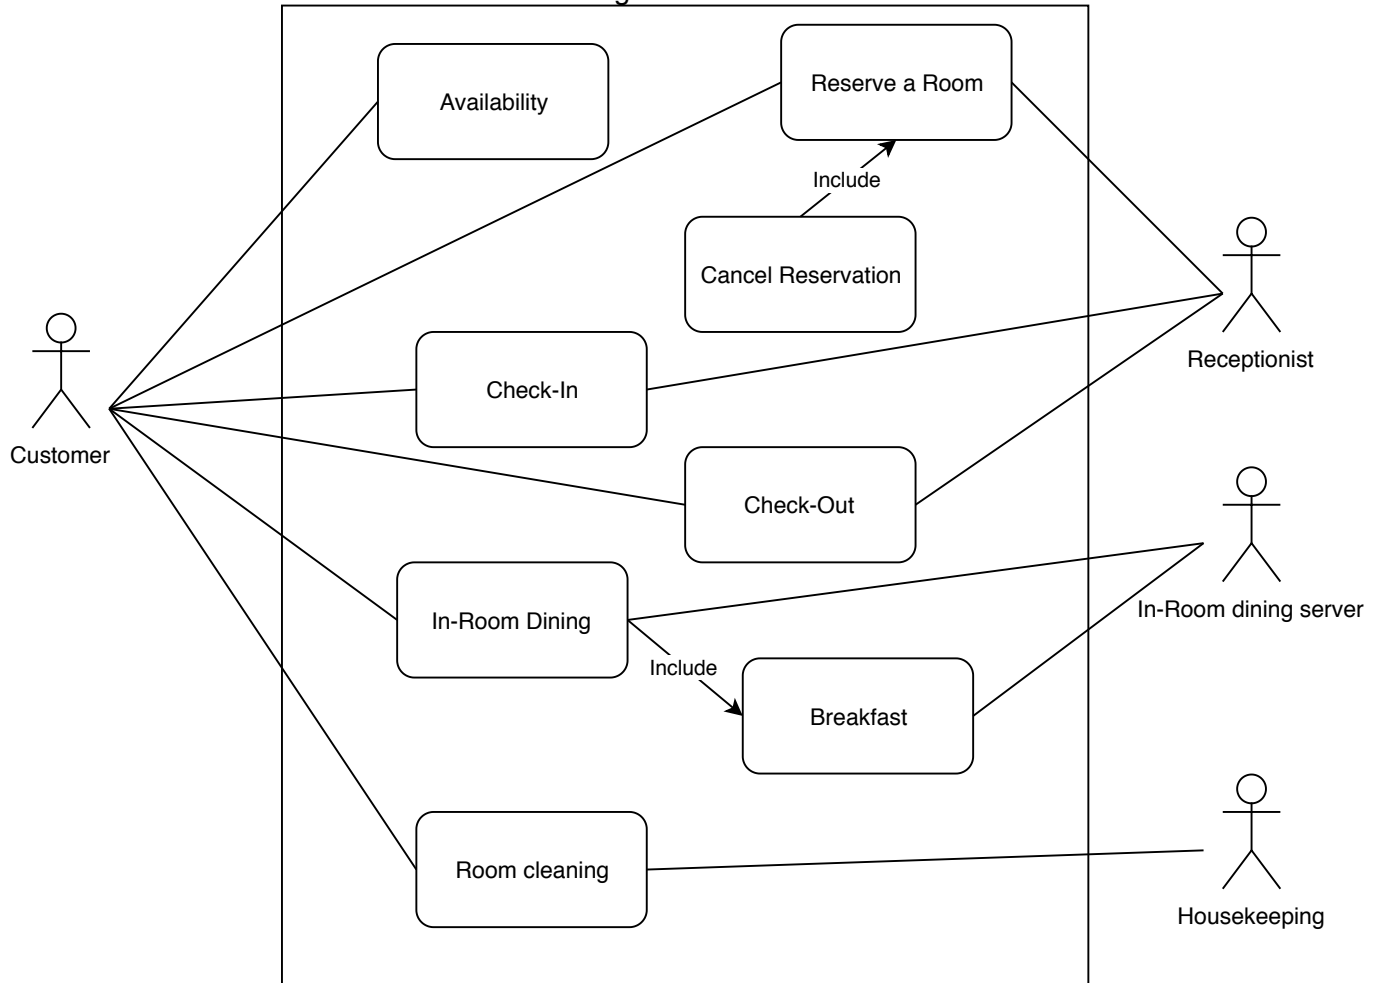 Availability
Reserve a Room
Include
Cancel Reservation
Receptionist
Check-In
Customer
Check-Out
In-Room dining server
In-Room Dining
Include
Breakfast
Room cleaning
Housekeeping